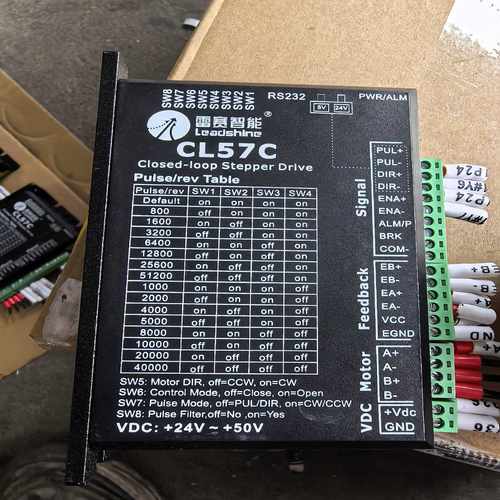 SW8
SW7
SW6
SW5
SW4
SW3
SW2
SW1
RS232
5V
24V
PWR/ALM
雷赛智能®
Leadshine
CL57C
Closed-loop Stepper Drive
Pulse/rev Table
Pulse/rev SW1 SW2 SW3 SW4
Default on on on on
800 off on on on
1600 on off on on
3200 off off on on
6400 on on off on
12800 off on off on
25600 on off off on
51200 off off off on
1000 on on on off
2000 off on on off
4000 on off on off
5000 off off on off
8000 on on off off
10000 off on off off
20000 on off off off
40000 off off off off
SW5: Motor DIR, off=CCW, on=CW
SW6: Control Mode, off=Close, on=Open
SW7: Pulse Mode, off=PUL/DIR, on=CW/CCW
SW8: Pulse Filter,off=No ,on=Yes
VDC: +24V ~ +50V
Signal
PUL+
PUL-
DIR+
DIR-
ENA+
ENA-
ALM/P
BRK
COM-
Feedback
EB+
EB-
EA+
EA-
VCC
EGND
Motor
A+
A-
B+
B-
VDC
+Vdc
GND
P24
#Y6
P24
CL57C